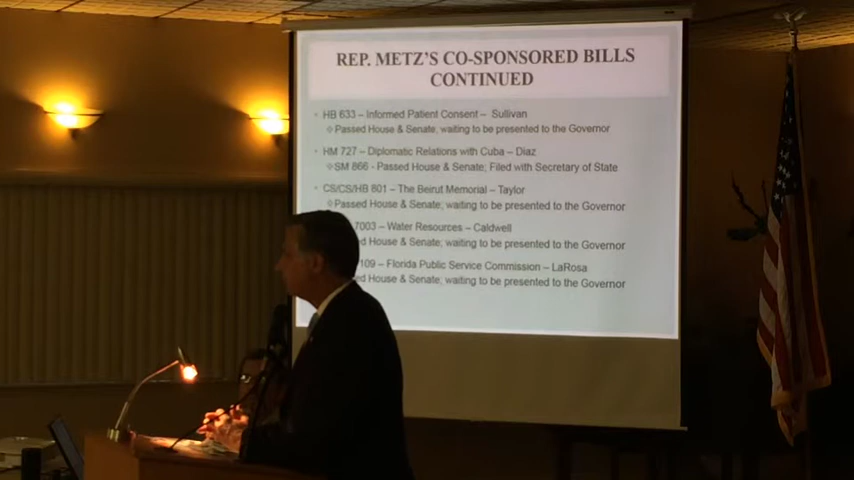 REP. METZ'S CO-SPONSORED BILLS
CONTINUED
HB 633 – Informed Patient Consent – Sullivan
Passed House & Senate, waiting to be presented to the Governor
HM 727 – Diplomatic Relations with Cuba – Diaz
SM 866 - Passed House & Senate; Filed with Secretary of State
CS/CS/HB 801 – The Beirut Memorial – Taylor
Passed House & Senate, waiting to be presented to the Governor
7003 – Water Resources – Caldwell
House & Senate, waiting to be presented to the Governor
109 – Florida Public Service Commission – LaRosa
House & Senate, waiting to be presented to the Governor